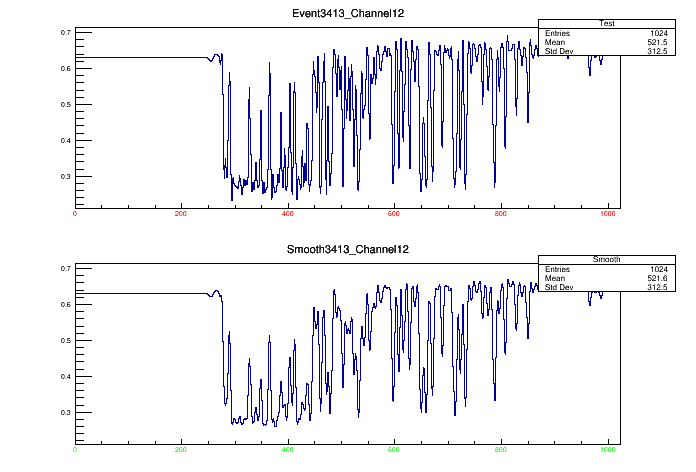 Event3413_Channel12
Test
Entries 1024
Mean 521.5
Std Dev 312.5
0.7
0.6
0.5
0.4
0.3
0 200 400 600 800 1000
Smooth3413_Channel12
Smooth
Entries 1024
Mean 521.6
Std Dev 312.5
0.7
0.6
0.5
0.4
0.3
0 200 400 600 800 1000